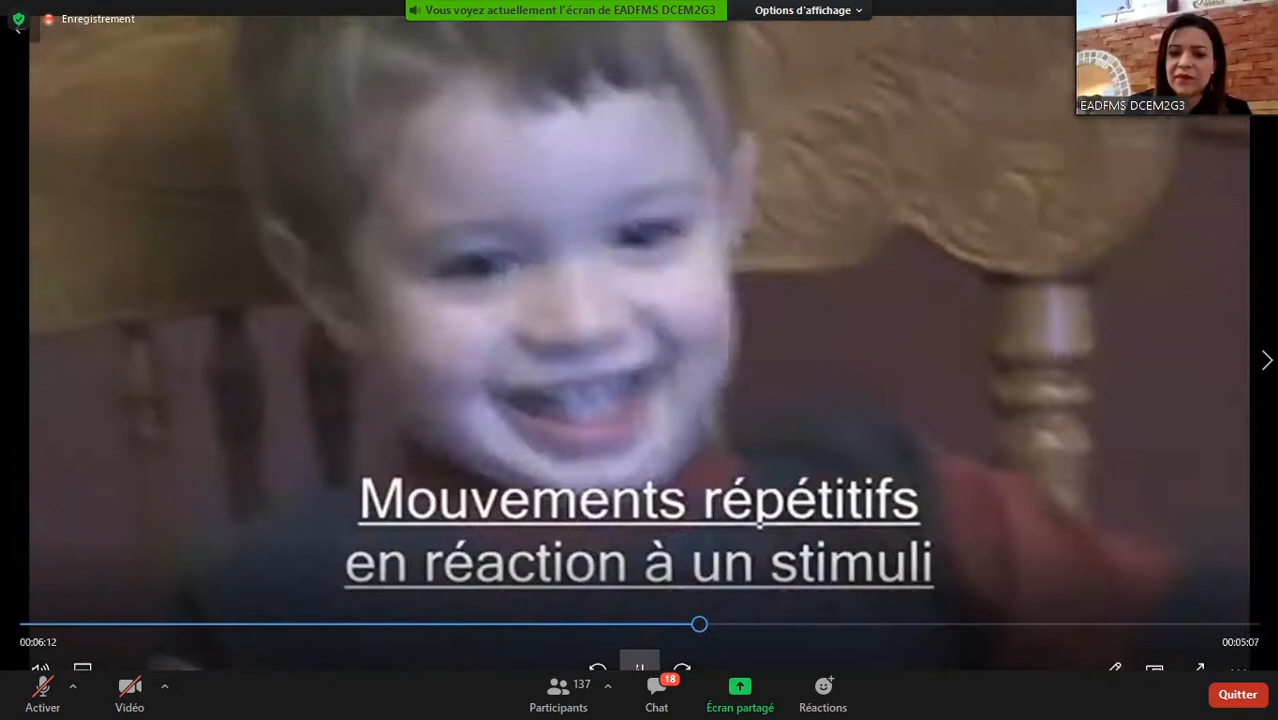 Enregistrement
Vous voyez actuellement l'écran de EADFMS DCEM2G3
Options d'affichage
EADFMS DCEM2G3
Mouvements répétitifs
en réaction à un stimuli
00:06:12
00:05:07
137
18
Activer
Vidéo
Participants
Chat
Écran partagé
Réactions
Quitter